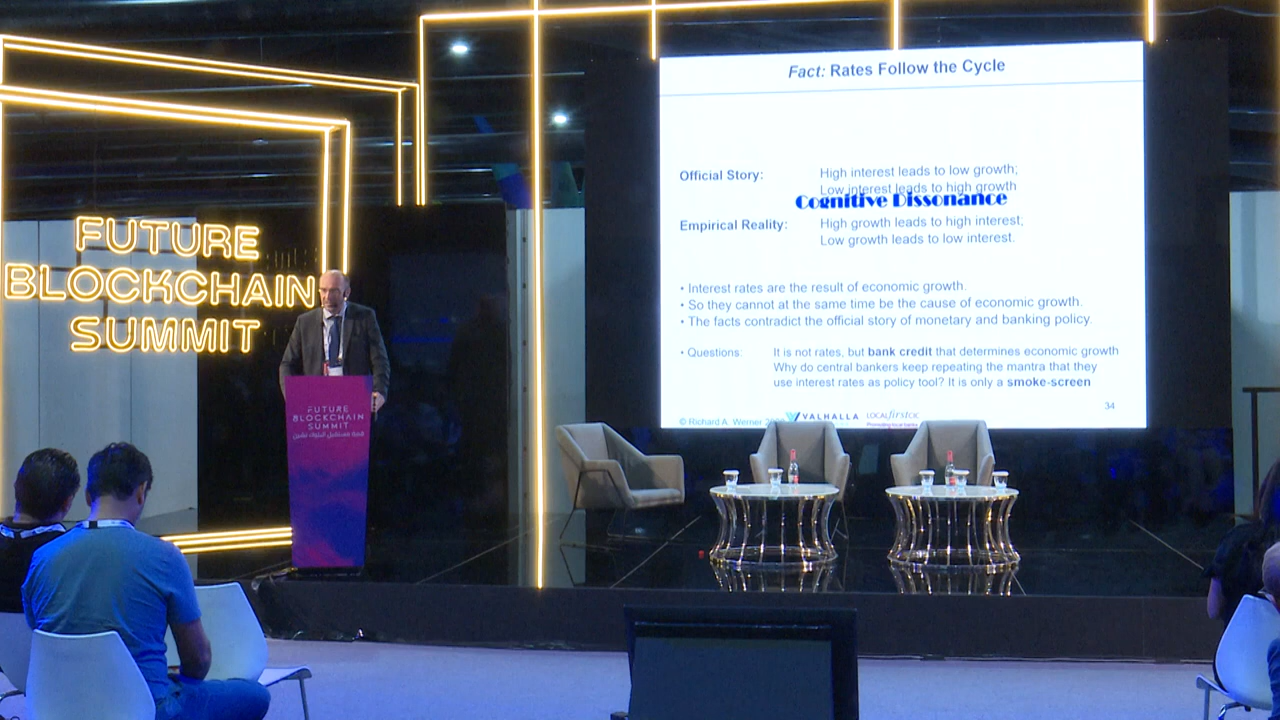 FUTURE
BLOCKCHAIN
SUMMIT
FUTURE
BLOCKCHAIN
SUMMIT
قمة مستقبل البلوك تشين
Fact: Rates Follow the Cycle
Official Story: High interest leads to low growth;
Low interest leads to high growth
Cognitive Dissonance
Empirical Reality: High growth leads to high interest;
Low growth leads to low interest.
• Interest rates are the result of economic growth.
• So they cannot at the same time be the cause of economic growth.
• The facts contradict the official story of monetary and banking policy.
• Questions: It is not rates, but bank credit that determines economic growth
Why do central bankers keep repeating the mantra that they
use interest rates as policy tool? It is only a smoke-screen
34
© Richard A. Werner
VALHALLA
LOCALfirst